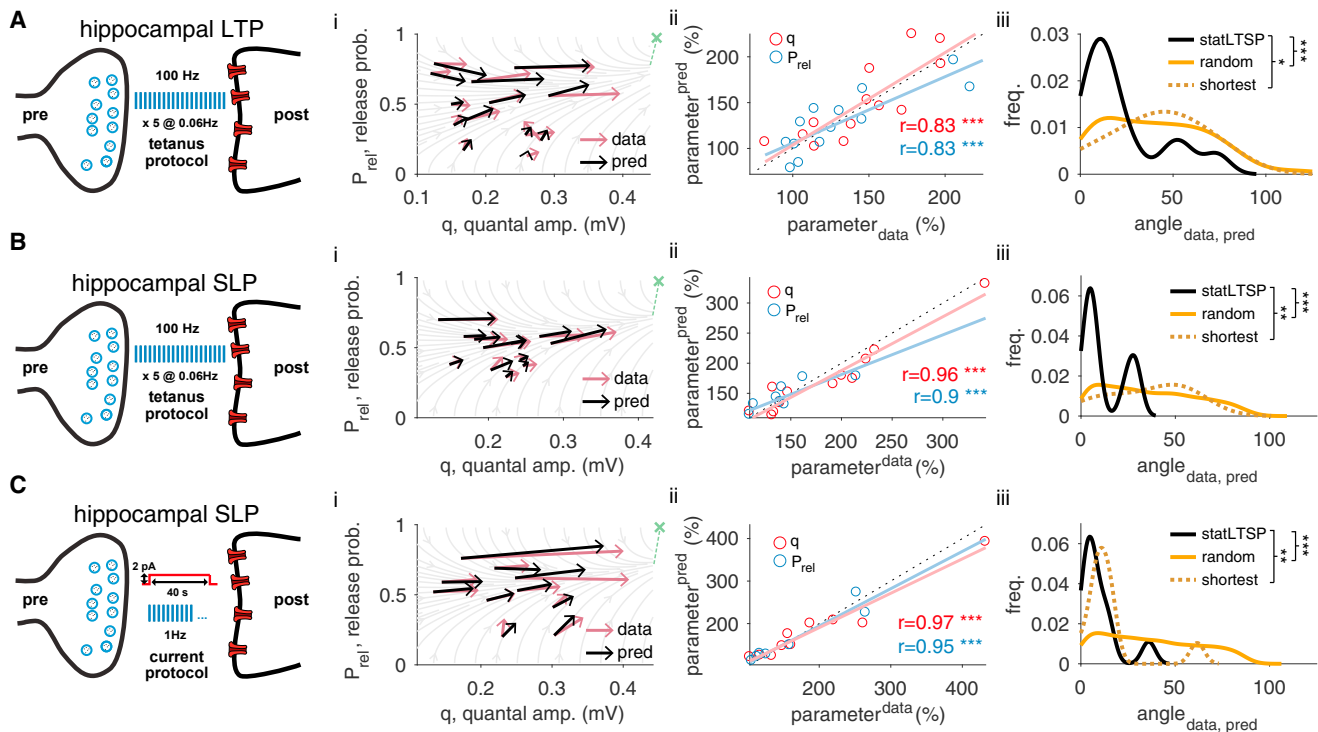 A
hippocampal LTP
pre
100 Hz
x 5 @ 0.06Hz
tetanus
protocol
post
i
P_rel, release prob.
1
0.5
0
0.1
0.2
0.3
0.4
q, quantal amp. (mV)
data
pred
ii
parameter^pred (%)
200
150
100
q
P_rel
r=0.83 ***
r=0.83 ***
100
150
200
parameter_data (%)
iii
freq.
0.03
0.02
0.01
0
statLTSP
random
shortest
*
***
0
50
100
angle_data, pred
B
hippocampal SLP
pre
100 Hz
x 5 @ 0.06Hz
tetanus
protocol
post
i
P_rel, release prob.
1
0.5
0
0.2
0.3
0.4
q, quantal amp. (mV)
data
pred
ii
parameter^pred (%)
300
250
200
150
q
P_rel
r=0.96 ***
r=0.9 ***
150
200
250
300
parameter^data (%)
iii
freq.
0.06
0.04
0.02
0
statLTSP
random
shortest
**
***
0
50
100
angle_data, pred
C
hippocampal SLP
pre
2 pA
40 s
...
1Hz
current
protocol
post
i
P_rel, release prob.
1
0.5
0
0.2
0.3
0.4
q, quantal amp. (mV)
data
pred
ii
parameter^pred (%)
400
300
200
q
P_rel
r=0.97 ***
r=0.95 ***
200
300
400
parameter^data (%)
iii
freq.
0.08
0.06
0.04
0.02
0
statLTSP
random
shortest
**
***
0
50
100
angle_data, pred